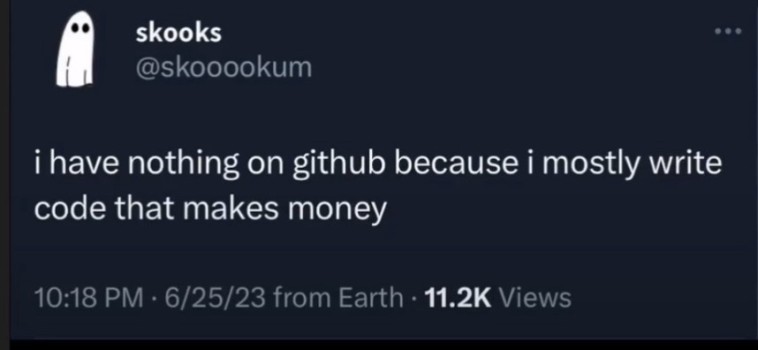 skooks
@skooookum
i have nothing on github because i mostly write
code that makes money
10:18 PM · 6/25/23 from Earth · 11.2K Views